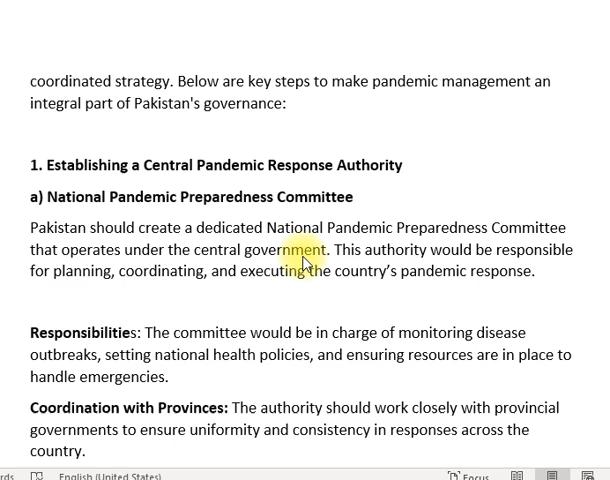 coordinated strategy. Below are key steps to make pandemic management an
integral part of Pakistan's governance:
1. Establishing a Central Pandemic Response Authority
a) National Pandemic Preparedness Committee
Pakistan should create a dedicated National Pandemic Preparedness Committee
that operates under the central government. This authority would be responsible
for planning, coordinating, and executing the country’s pandemic response.
Responsibilities: The committee would be in charge of monitoring disease
outbreaks, setting national health policies, and ensuring resources are in place to
handle emergencies.
Coordination with Provinces: The authority should work closely with provincial
governments to ensure uniformity and consistency in responses across the
country.
rds English (United States) Focus